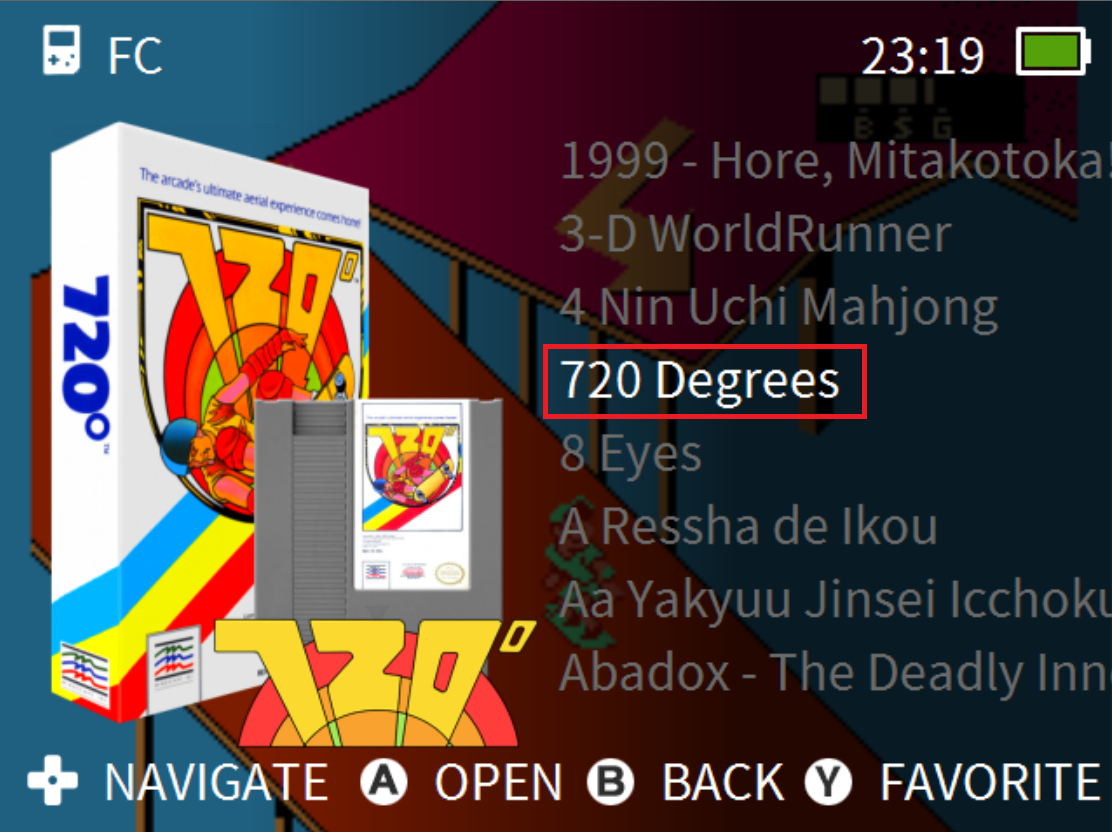 FC
23:19
B $ G
1999 - Hore, Mitakotoka!
3-D WorldRunner
4 Nin Uchi Mahjong
720 Degrees
8 Eyes
A Ressha de Ikou
Aa Yakyuu Jinsei Icchoku
Abadox - The Deadly Inn
The arcade's ultimate aerial experience comes home!
720°
720°
720°
720°
NAVIGATE A OPEN B BACK Y FAVORITE